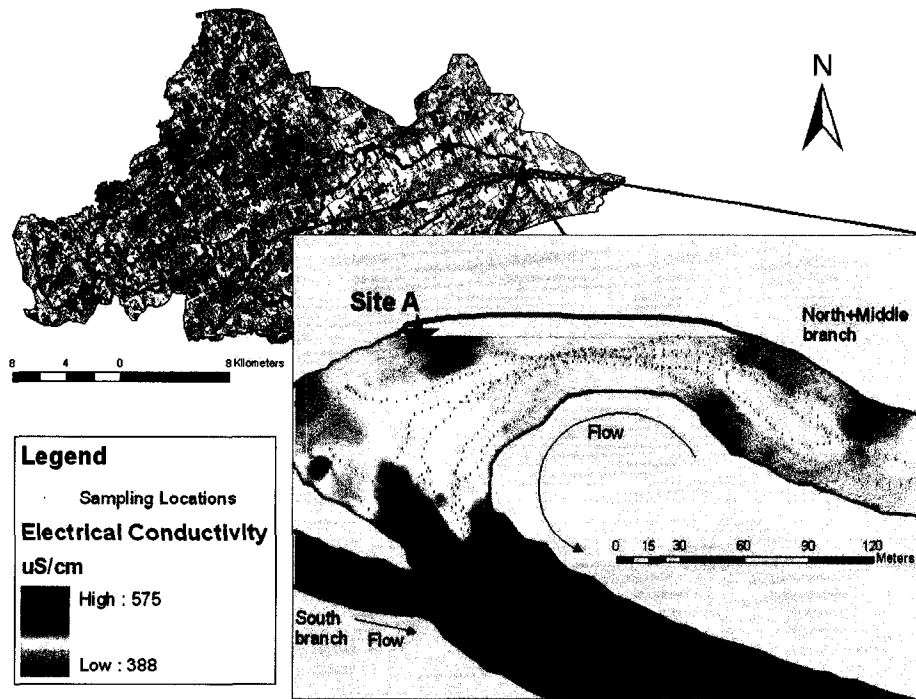 N
Site A
North+Middle
branch
8 4 0 8 Kilometers
Flow
Legend
Sampling Locations
Electrical Conductivity
uS/cm
High : 575
Low : 388
0 15 30 60 90 120
Meters
South
branch
Flow